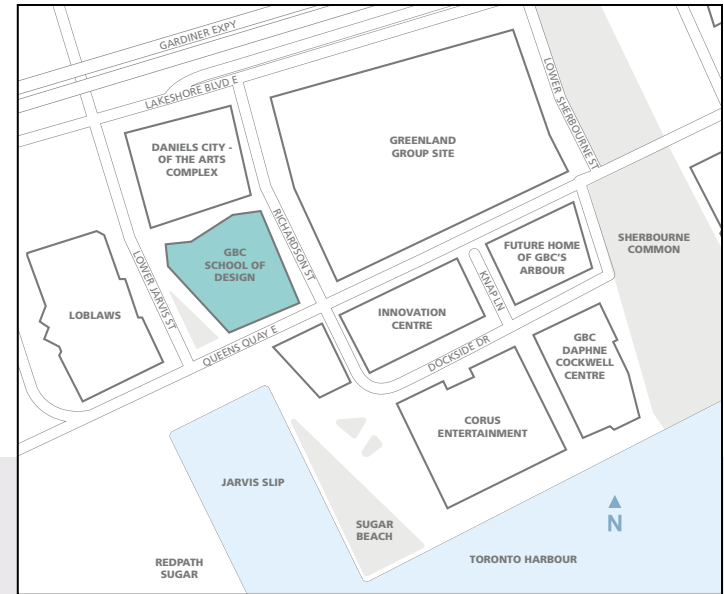 GARDINER EXPY
LAKESHORE BLVD E
LOWER SHERBOURNE ST
DANIELS CITY -
OF THE ARTS
COMPLEX
GREENLAND
GROUP SITE
RICHARDSON ST
SHERBOURNE
COMMON
GBC
SCHOOL OF
DESIGN
FUTURE HOME
OF GBC'S
ARBOUR
LOWER JARVIS ST
KNAP LN
LOBLAWS
INNOVATION
CENTRE
QUEENS QUAY E
DOCKSIDE DR
GBC
DAPHNE
COCKWELL
CENTRE
CORUS
ENTERTAINMENT
JARVIS SLIP
SUGAR
BEACH
N
REDPATH
SUGAR
TORONTO HARBOUR